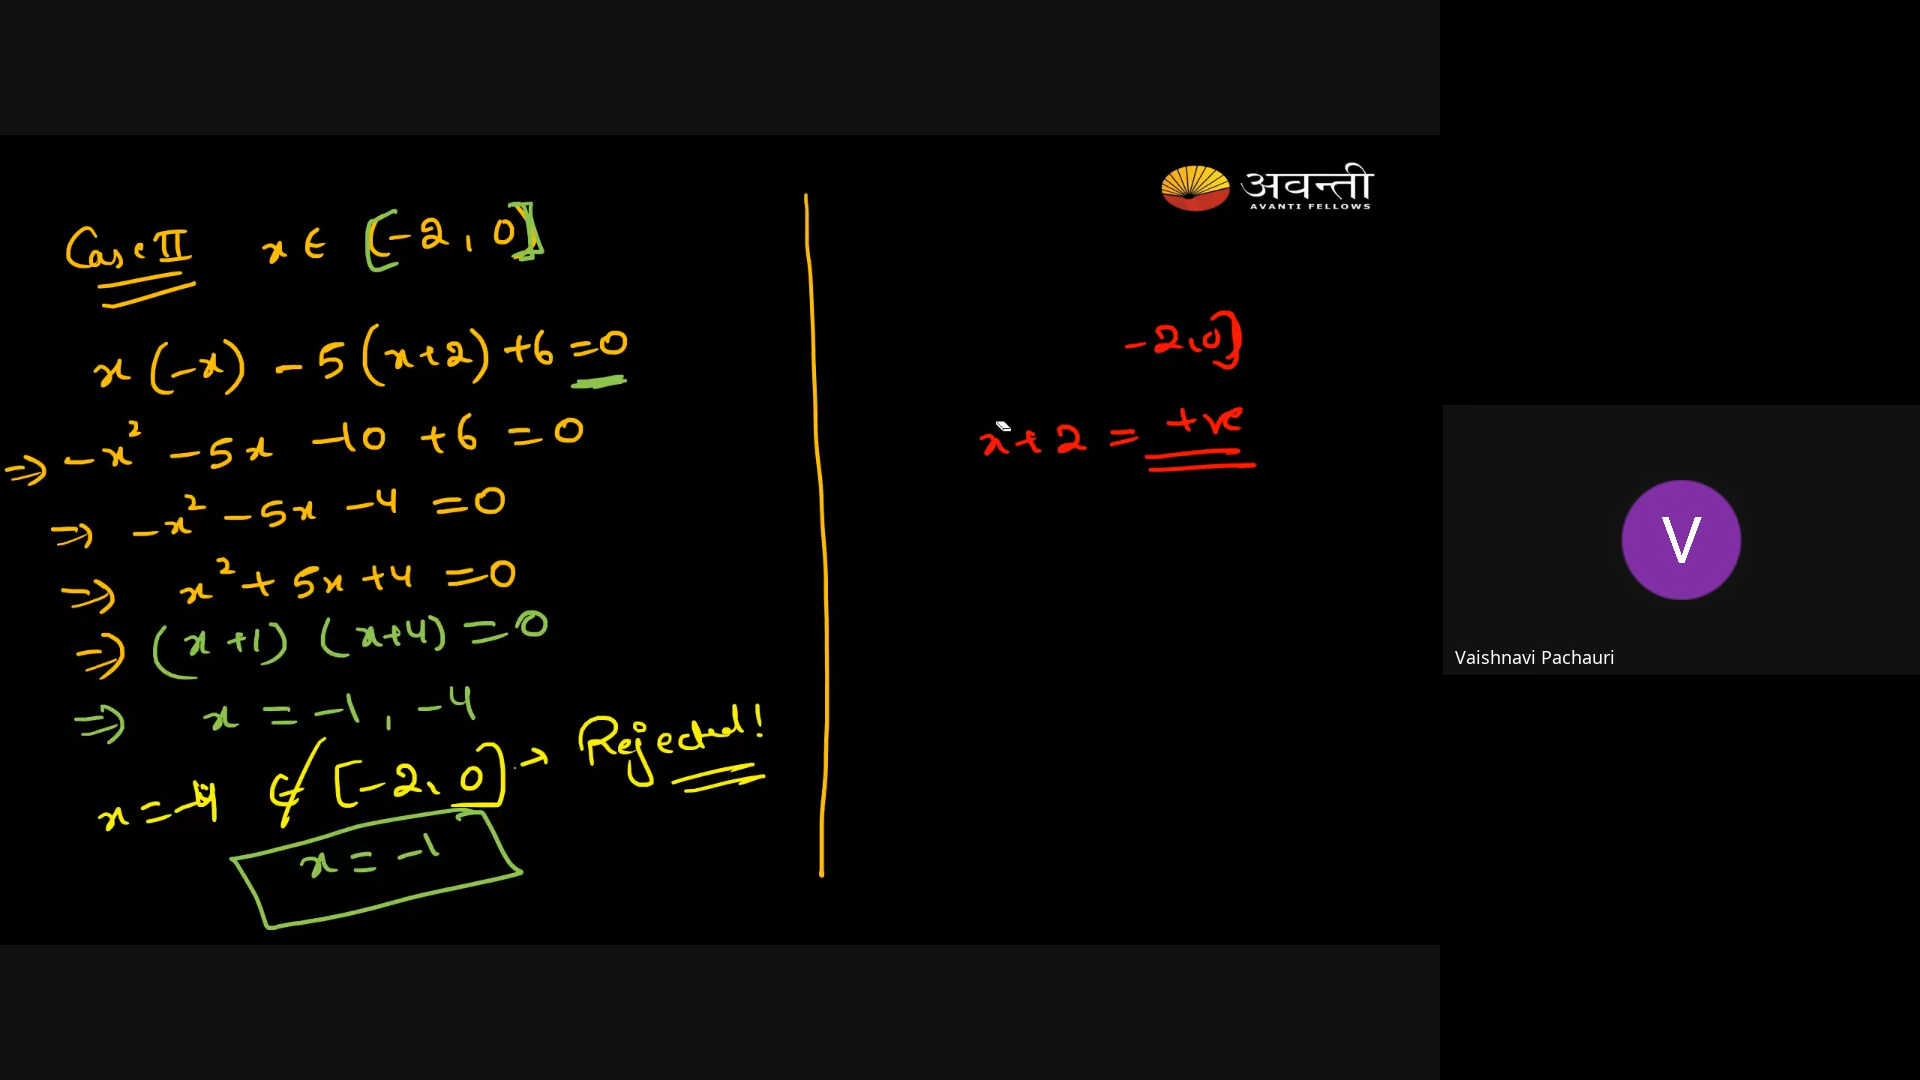 अवन्ती
AVANTI FELLOWS
Case II x ∈ [-2, 0]
x(-x) - 5(x+2) + 6 = 0
⇒ -x² - 5x - 10 + 6 = 0
⇒ -x² - 5x - 4 = 0
⇒ x² + 5x + 4 = 0
⇒ (x+1) (x+4) = 0
⇒ x = -1, -4
x = -4 ∉ [-2, 0] → Rejected!
x = -1
-2, 0]
x+2 = +ve
V
Vaishnavi Pachauri